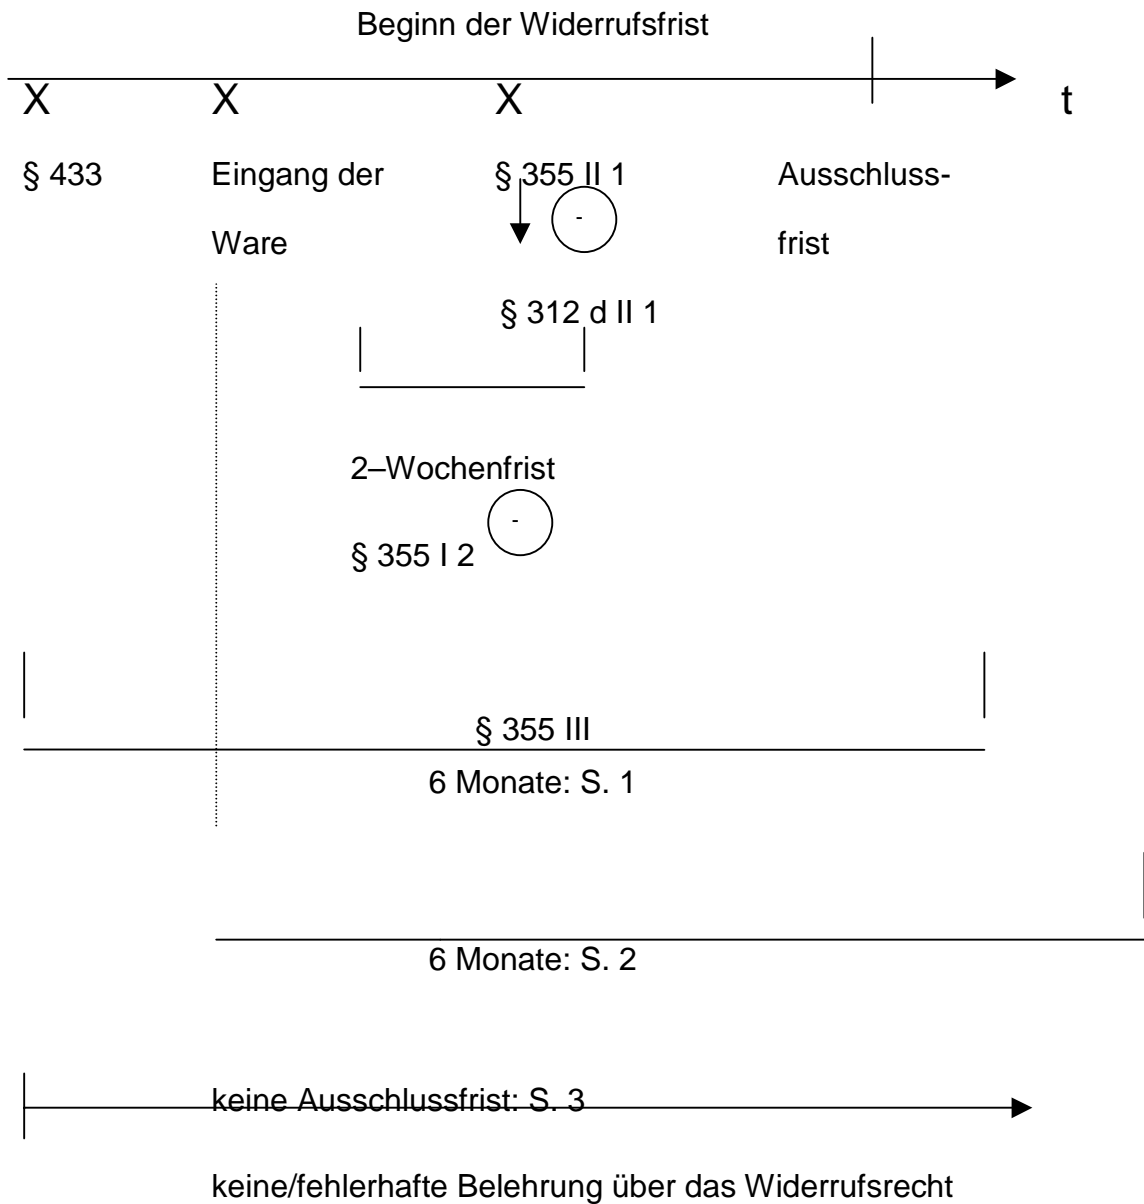 Beginn der Widerrufsfrist
X X X t
§ 433 Eingang der § 355 II 1 Ausschluss-
Ware - frist
§ 312 d II 1
2–Wochenfrist
-
§ 355 I 2
§ 355 III
6 Monate: S. 1
6 Monate: S. 2
keine Ausschlussfrist: S. 3
keine/fehlerhafte Belehrung über das Widerrufsrecht